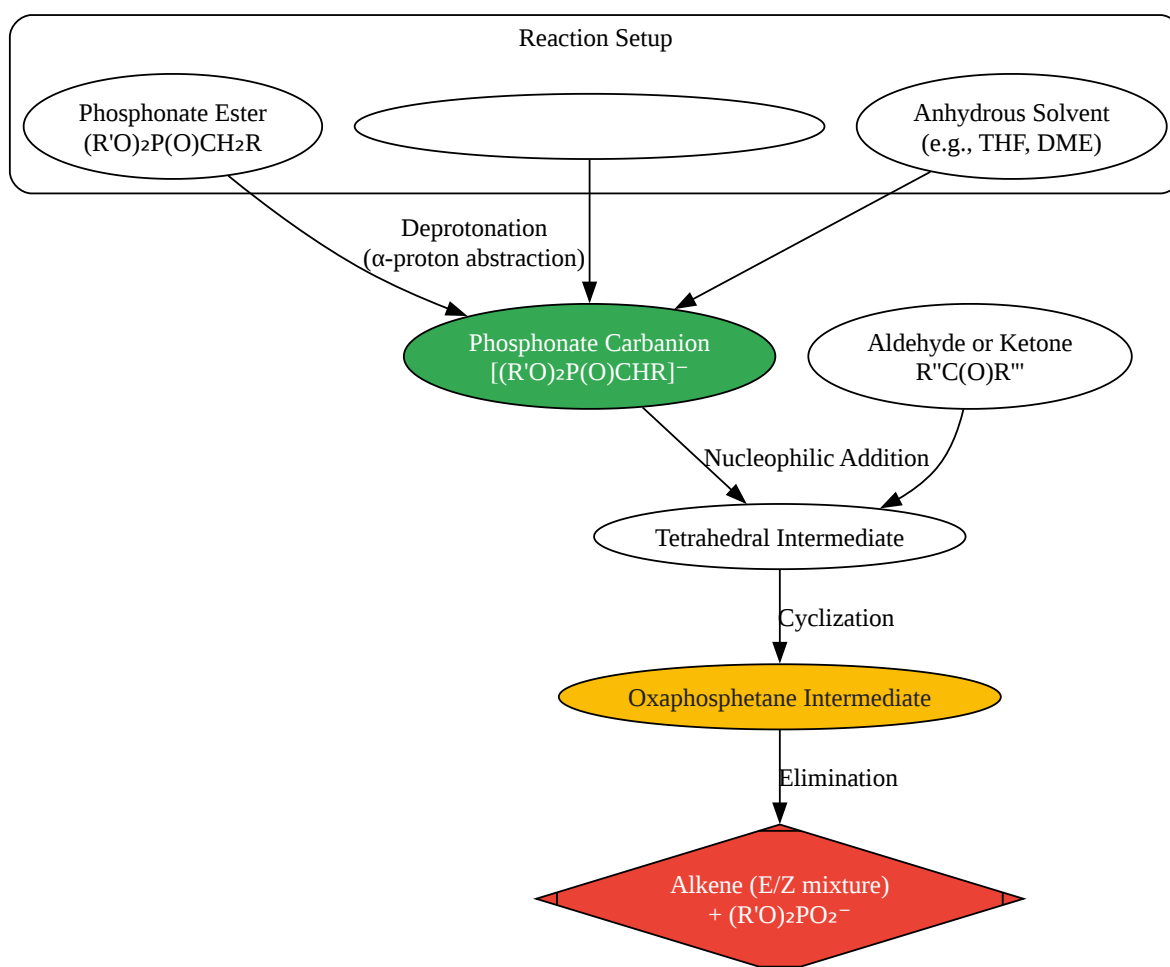 Reaction Setup
Phosphonate Ester
(R'O)₂P(O)CH₂R
Anhydrous Solvent
(e.g., THF, DME)
Deprotonation
(α-proton abstraction)
Phosphonate Carbanion
[(R'O)₂P(O)CHR]⁻
Aldehyde or Ketone
R''C(O)R'''
Nucleophilic Addition
Tetrahedral Intermediate
Cyclization
Oxaphosphetane Intermediate
Elimination
Alkene (E/Z mixture)
+ (R'O)₂PO₂⁻